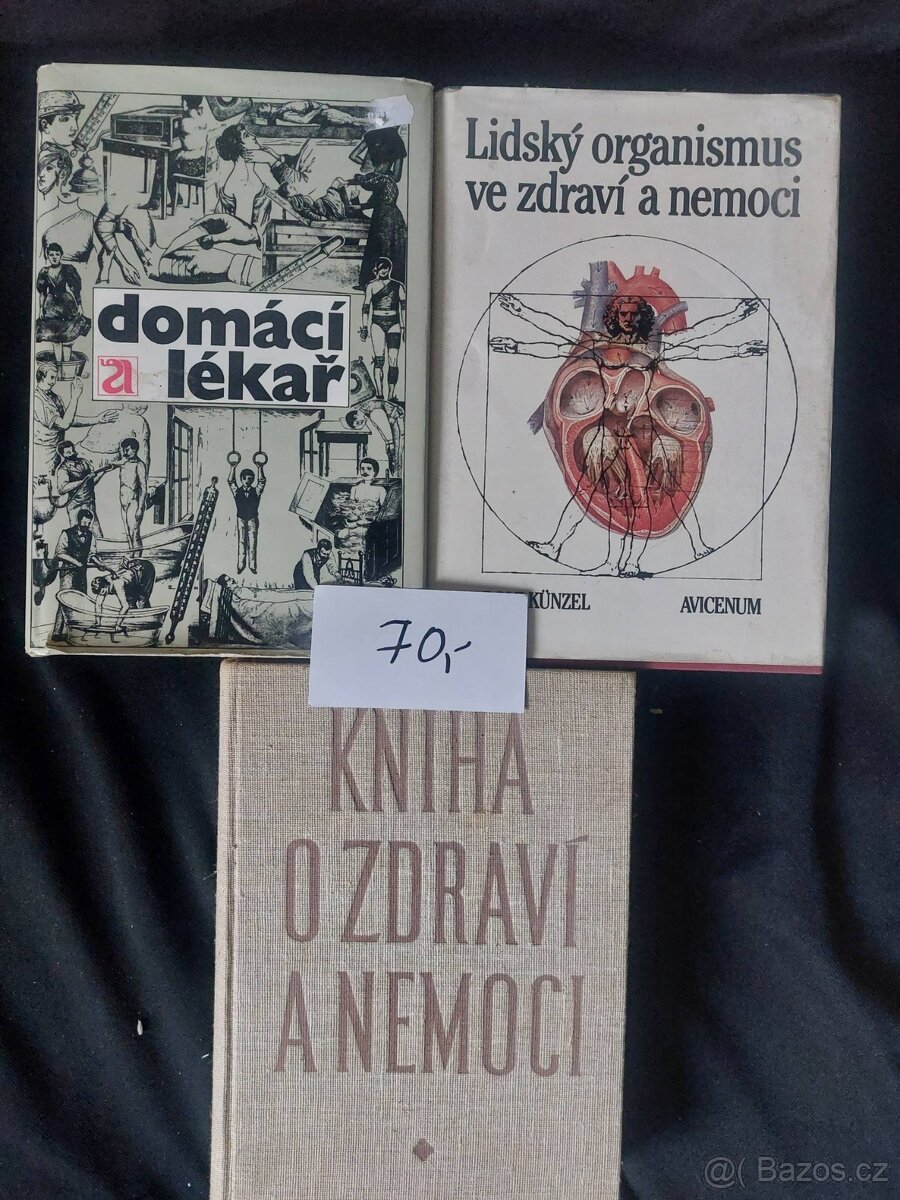 domácí
lékař
Lidský organismus
ve zdraví a nemoci
KÜNZEL
AVICENUM
70,-
KNIHA
O ZDRAVÍ
A NEMOCI
@( Bazos.cz